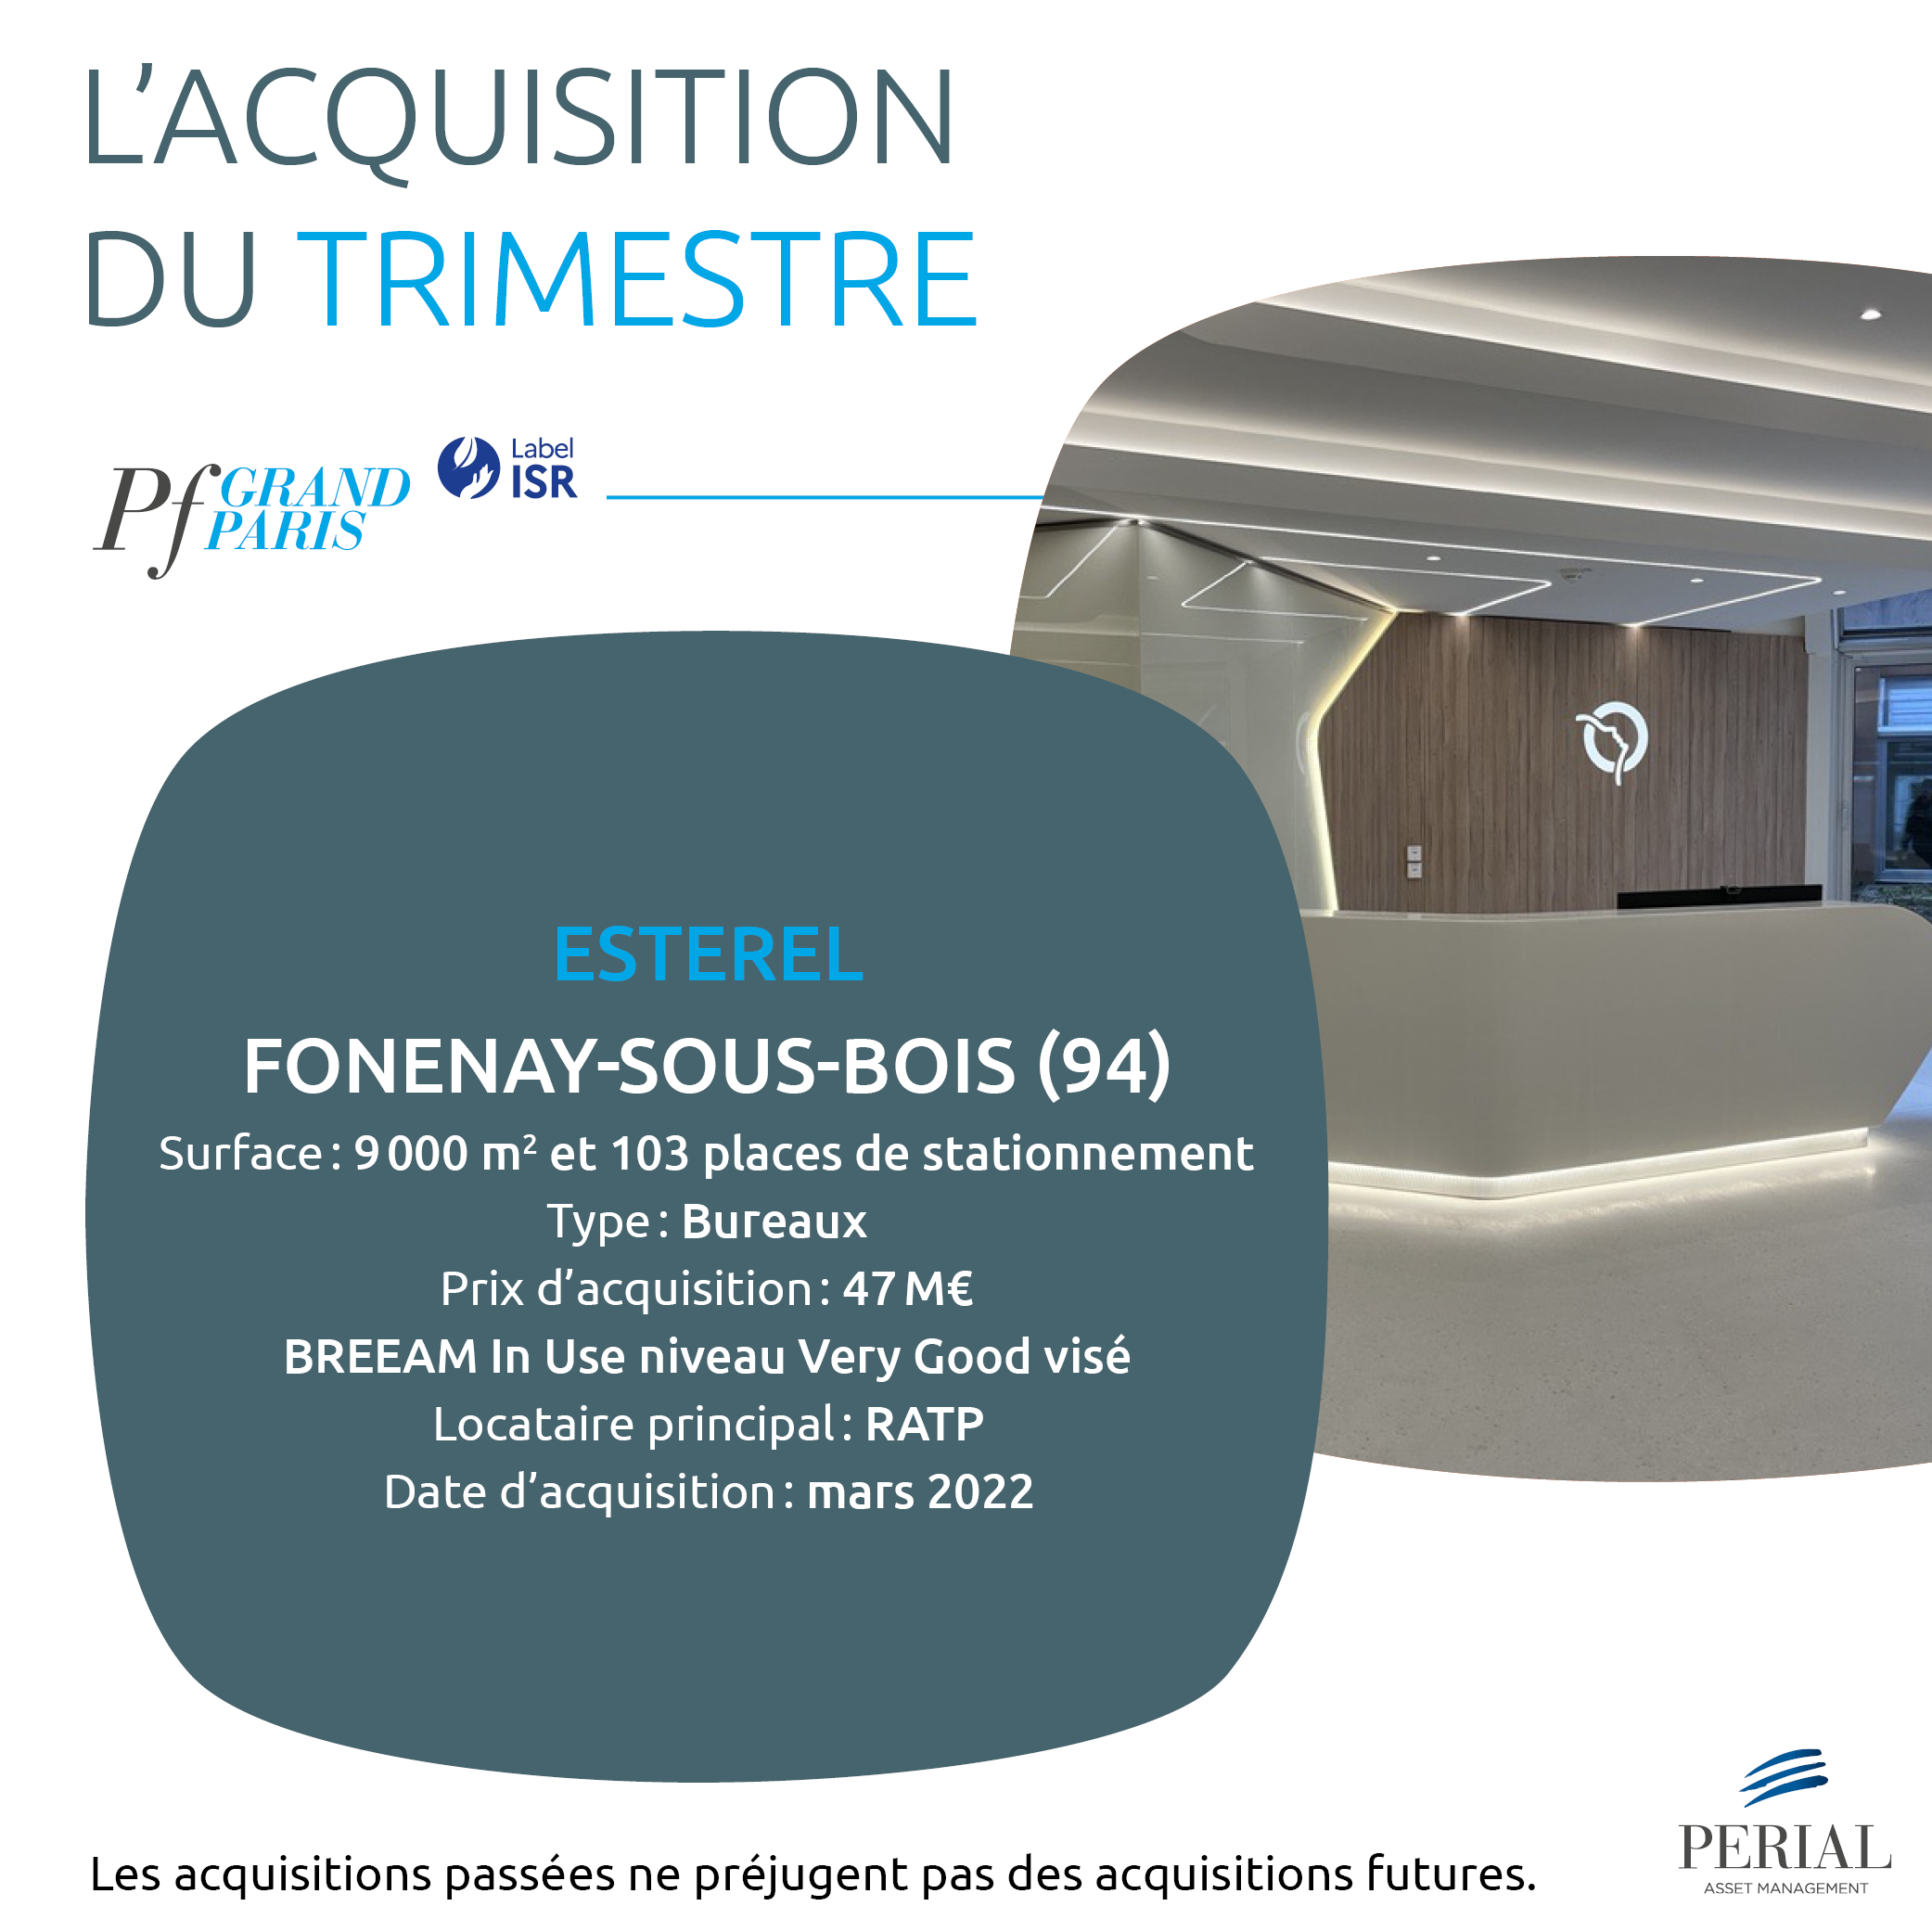 L’ACQUISITION
DU TRIMESTRE
Pf GRAND
PARIS
Label
ISR
ESTEREL
FONENAY-SOUS-BOIS (94)
Surface : 9 000 m² et 103 places de stationnement
Type : Bureaux
Prix d’acquisition : 47 M€
BREEAM In Use niveau Very Good visé
Locataire principal : RATP
Date d’acquisition : mars 2022
Les acquisitions passées ne préjugent pas des acquisitions futures.
PERIAL
ASSET MANAGEMENT